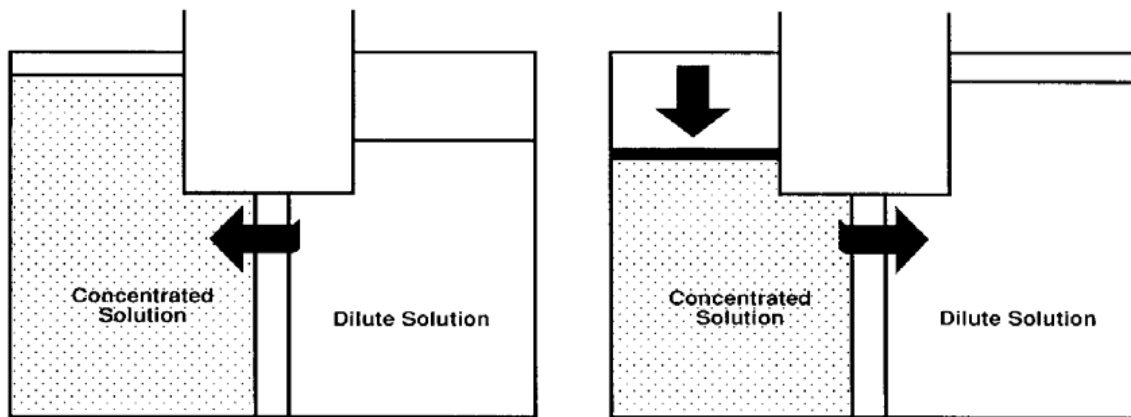 Concentrated
Solution
Dilute Solution
Concentrated
Solution
Dilute Solution